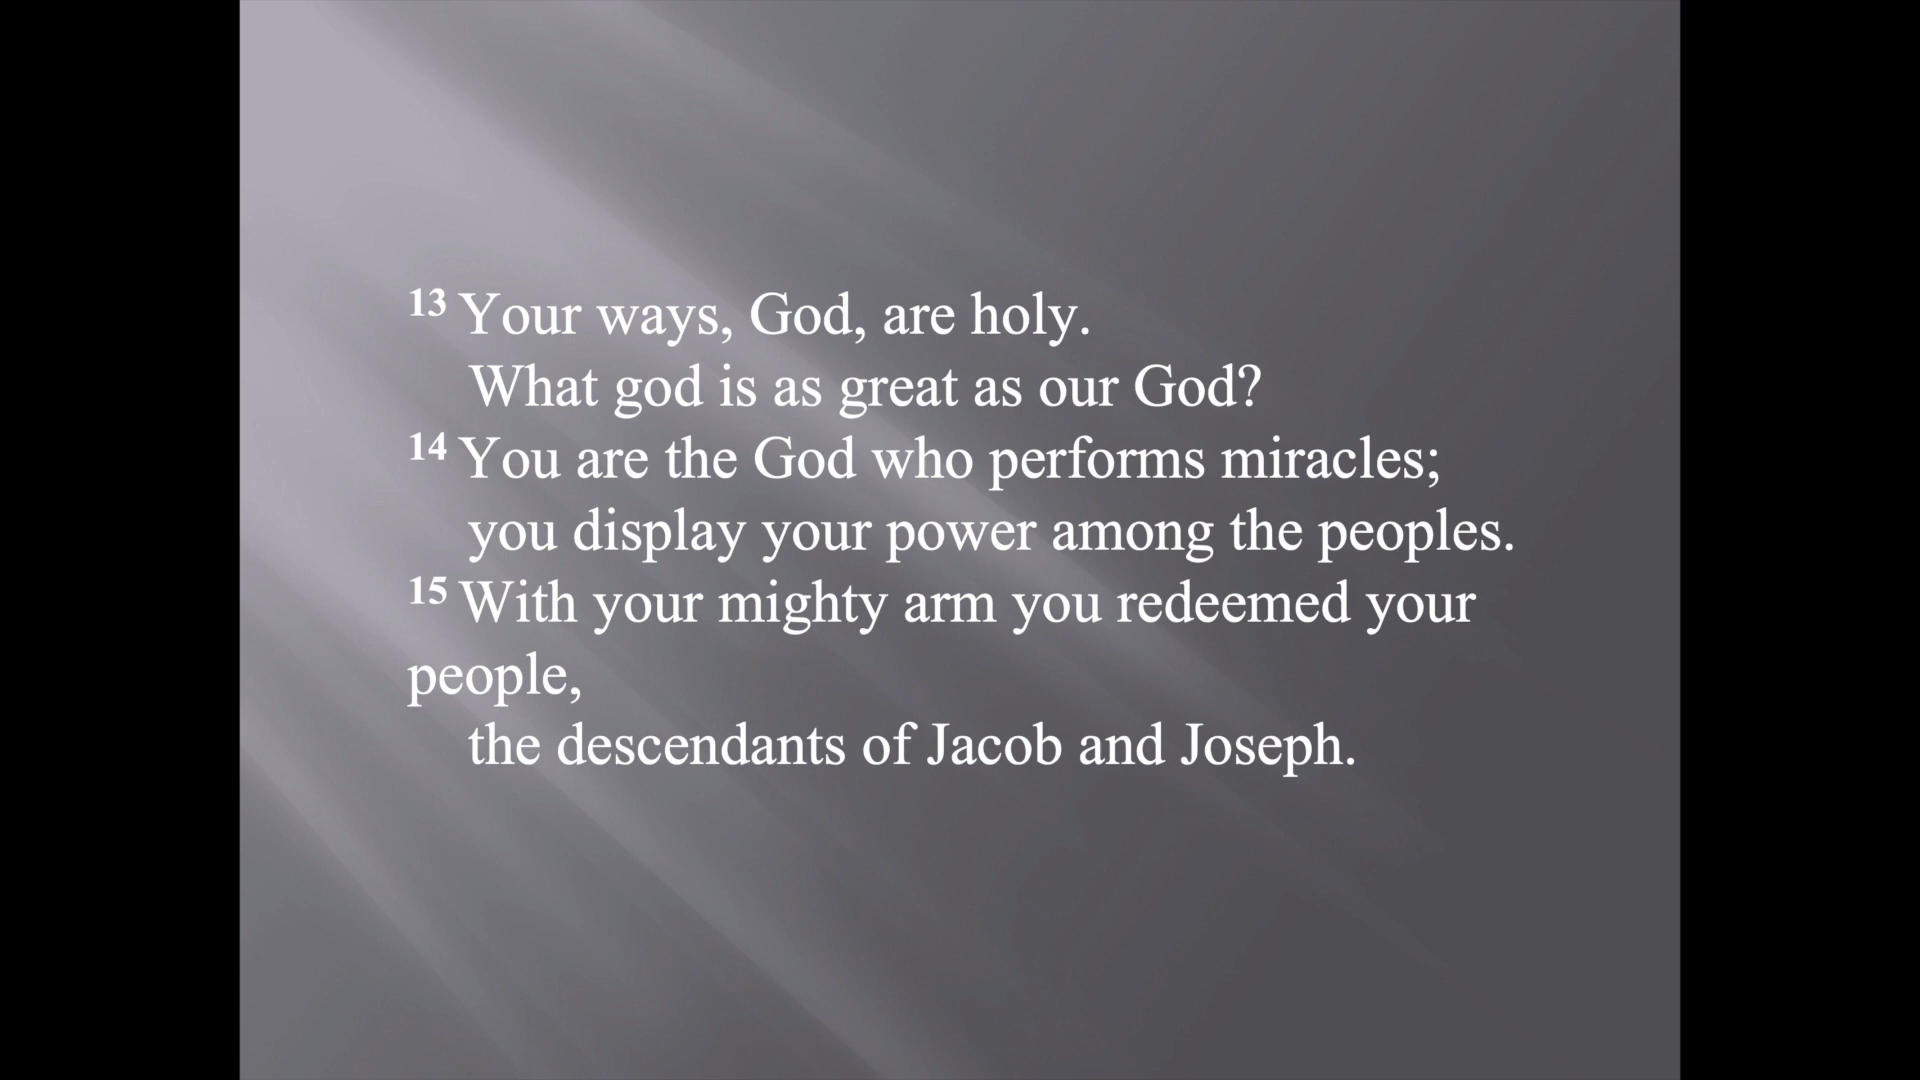 13 Your ways, God, are holy.
What god is as great as our God?
14 You are the God who performs miracles;
you display your power among the peoples.
15 With your mighty arm you redeemed your
people,
the descendants of Jacob and Joseph.